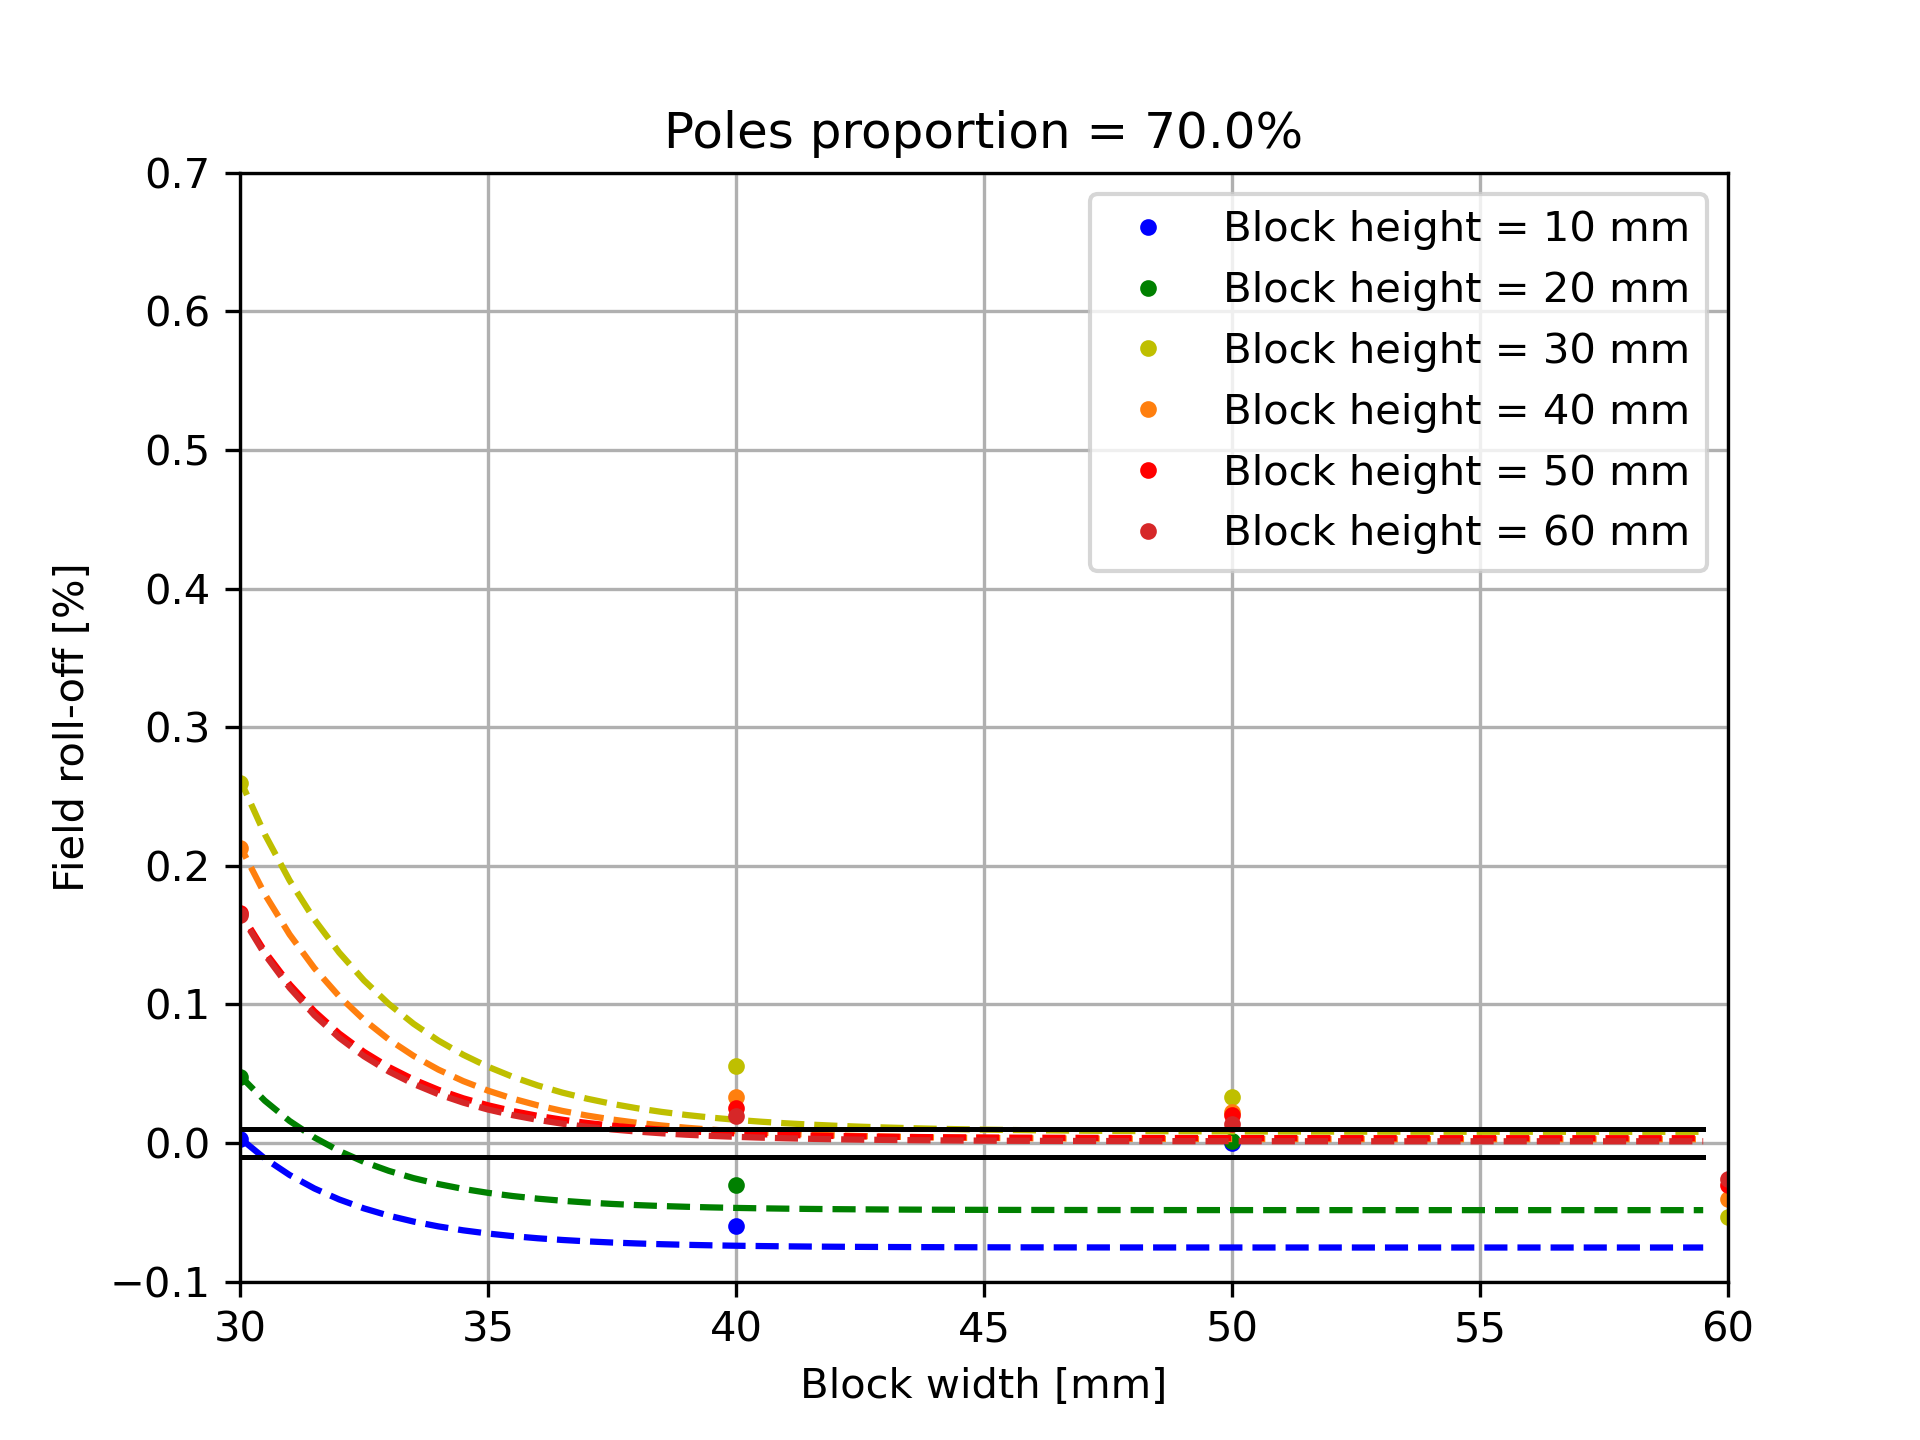 Poles proportion = 70.0%
0.7
0.6
0.5
0.4
0.3
0.2
0.1
0.0
−0.1
Field roll-off [%]
Block height = 10 mm
Block height = 20 mm
Block height = 30 mm
Block height = 40 mm
Block height = 50 mm
Block height = 60 mm
30 35 40 45 50 55 60
Block width [mm]